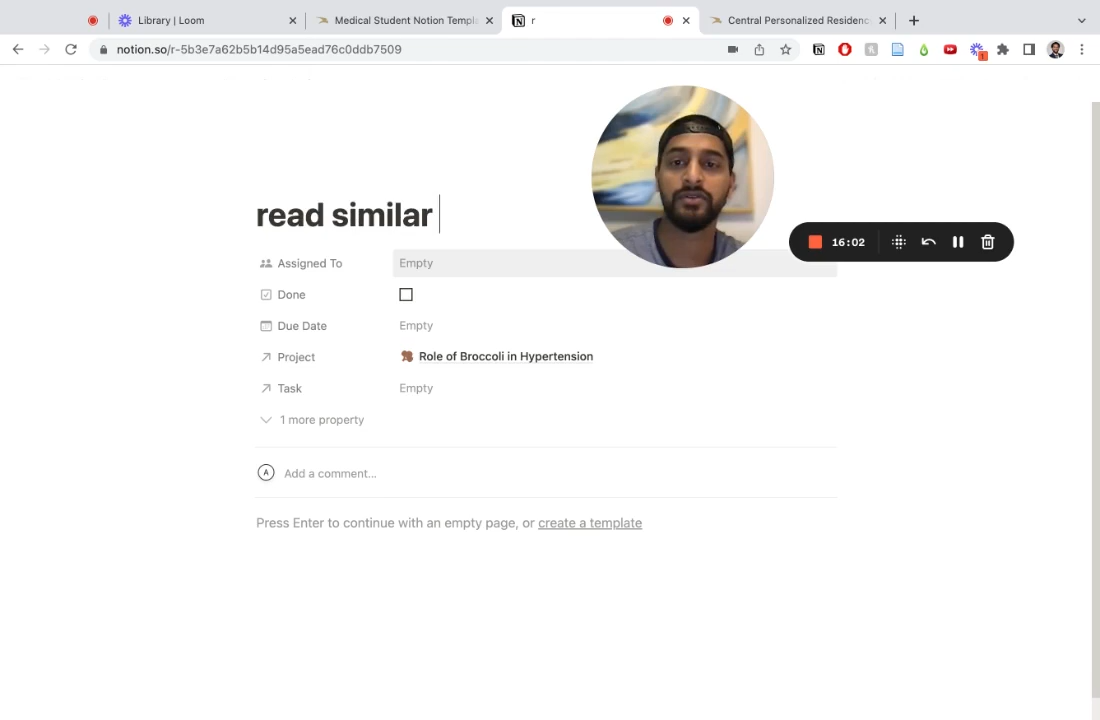 Library | Loom
Medical Student Notion Templ
r
Central Personalized Residenc
notion.so/r-5b3e7a62b5b14d95a5ead76c0ddb7509
1
read similar
16:02
Assigned To Empty
Done
Due Date Empty
Project Role of Broccoli in Hypertension
Task Empty
1 more property
A Add a comment...
Press Enter to continue with an empty page, or create a template